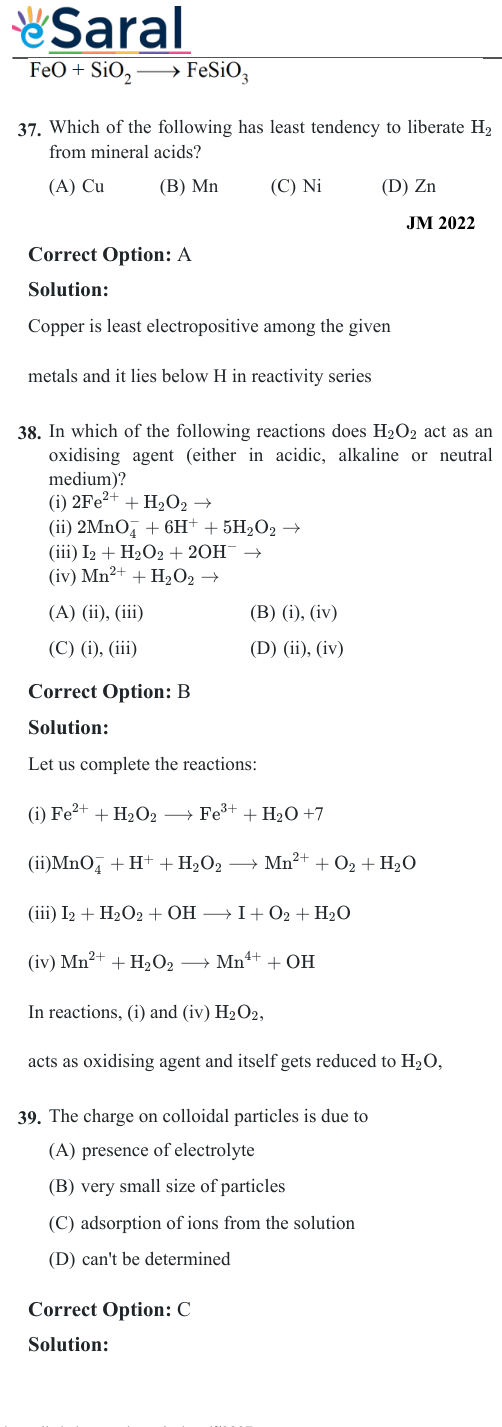 eSaral
FeO + SiO₂ ⟶ FeSiO₃
37. Which of the following has least tendency to liberate H₂
from mineral acids?
(A) Cu (B) Mn (C) Ni (D) Zn
JM 2022
Correct Option: A
Solution:
Copper is least electropositive among the given
metals and it lies below H in reactivity series
38. In which of the following reactions does H₂O₂ act as an
oxidising agent (either in acidic, alkaline or neutral
medium)?
(i) 2Fe²⁺ + H₂O₂ →
(ii) 2MnO₄⁻ + 6H⁺ + 5H₂O₂ →
(iii) I₂ + H₂O₂ + 2OH⁻ →
(iv) Mn²⁺ + H₂O₂ →
(A) (ii), (iii) (B) (i), (iv)
(C) (i), (iii) (D) (ii), (iv)
Correct Option: B
Solution:
Let us complete the reactions:
(i) Fe²⁺ + H₂O₂ ⟶ Fe³⁺ + H₂O +7
(ii)MnO₄⁻ + H⁺ + H₂O₂ ⟶ Mn²⁺ + O₂ + H₂O
(iii) I₂ + H₂O₂ + OH ⟶ I + O₂ + H₂O
(iv) Mn²⁺ + H₂O₂ ⟶ Mn⁴⁺ + OH
In reactions, (i) and (iv) H₂O₂,
acts as oxidising agent and itself gets reduced to H₂O,
39. The charge on colloidal particles is due to
(A) presence of electrolyte
(B) very small size of particles
(C) adsorption of ions from the solution
(D) can't be determined
Correct Option: C
Solution: